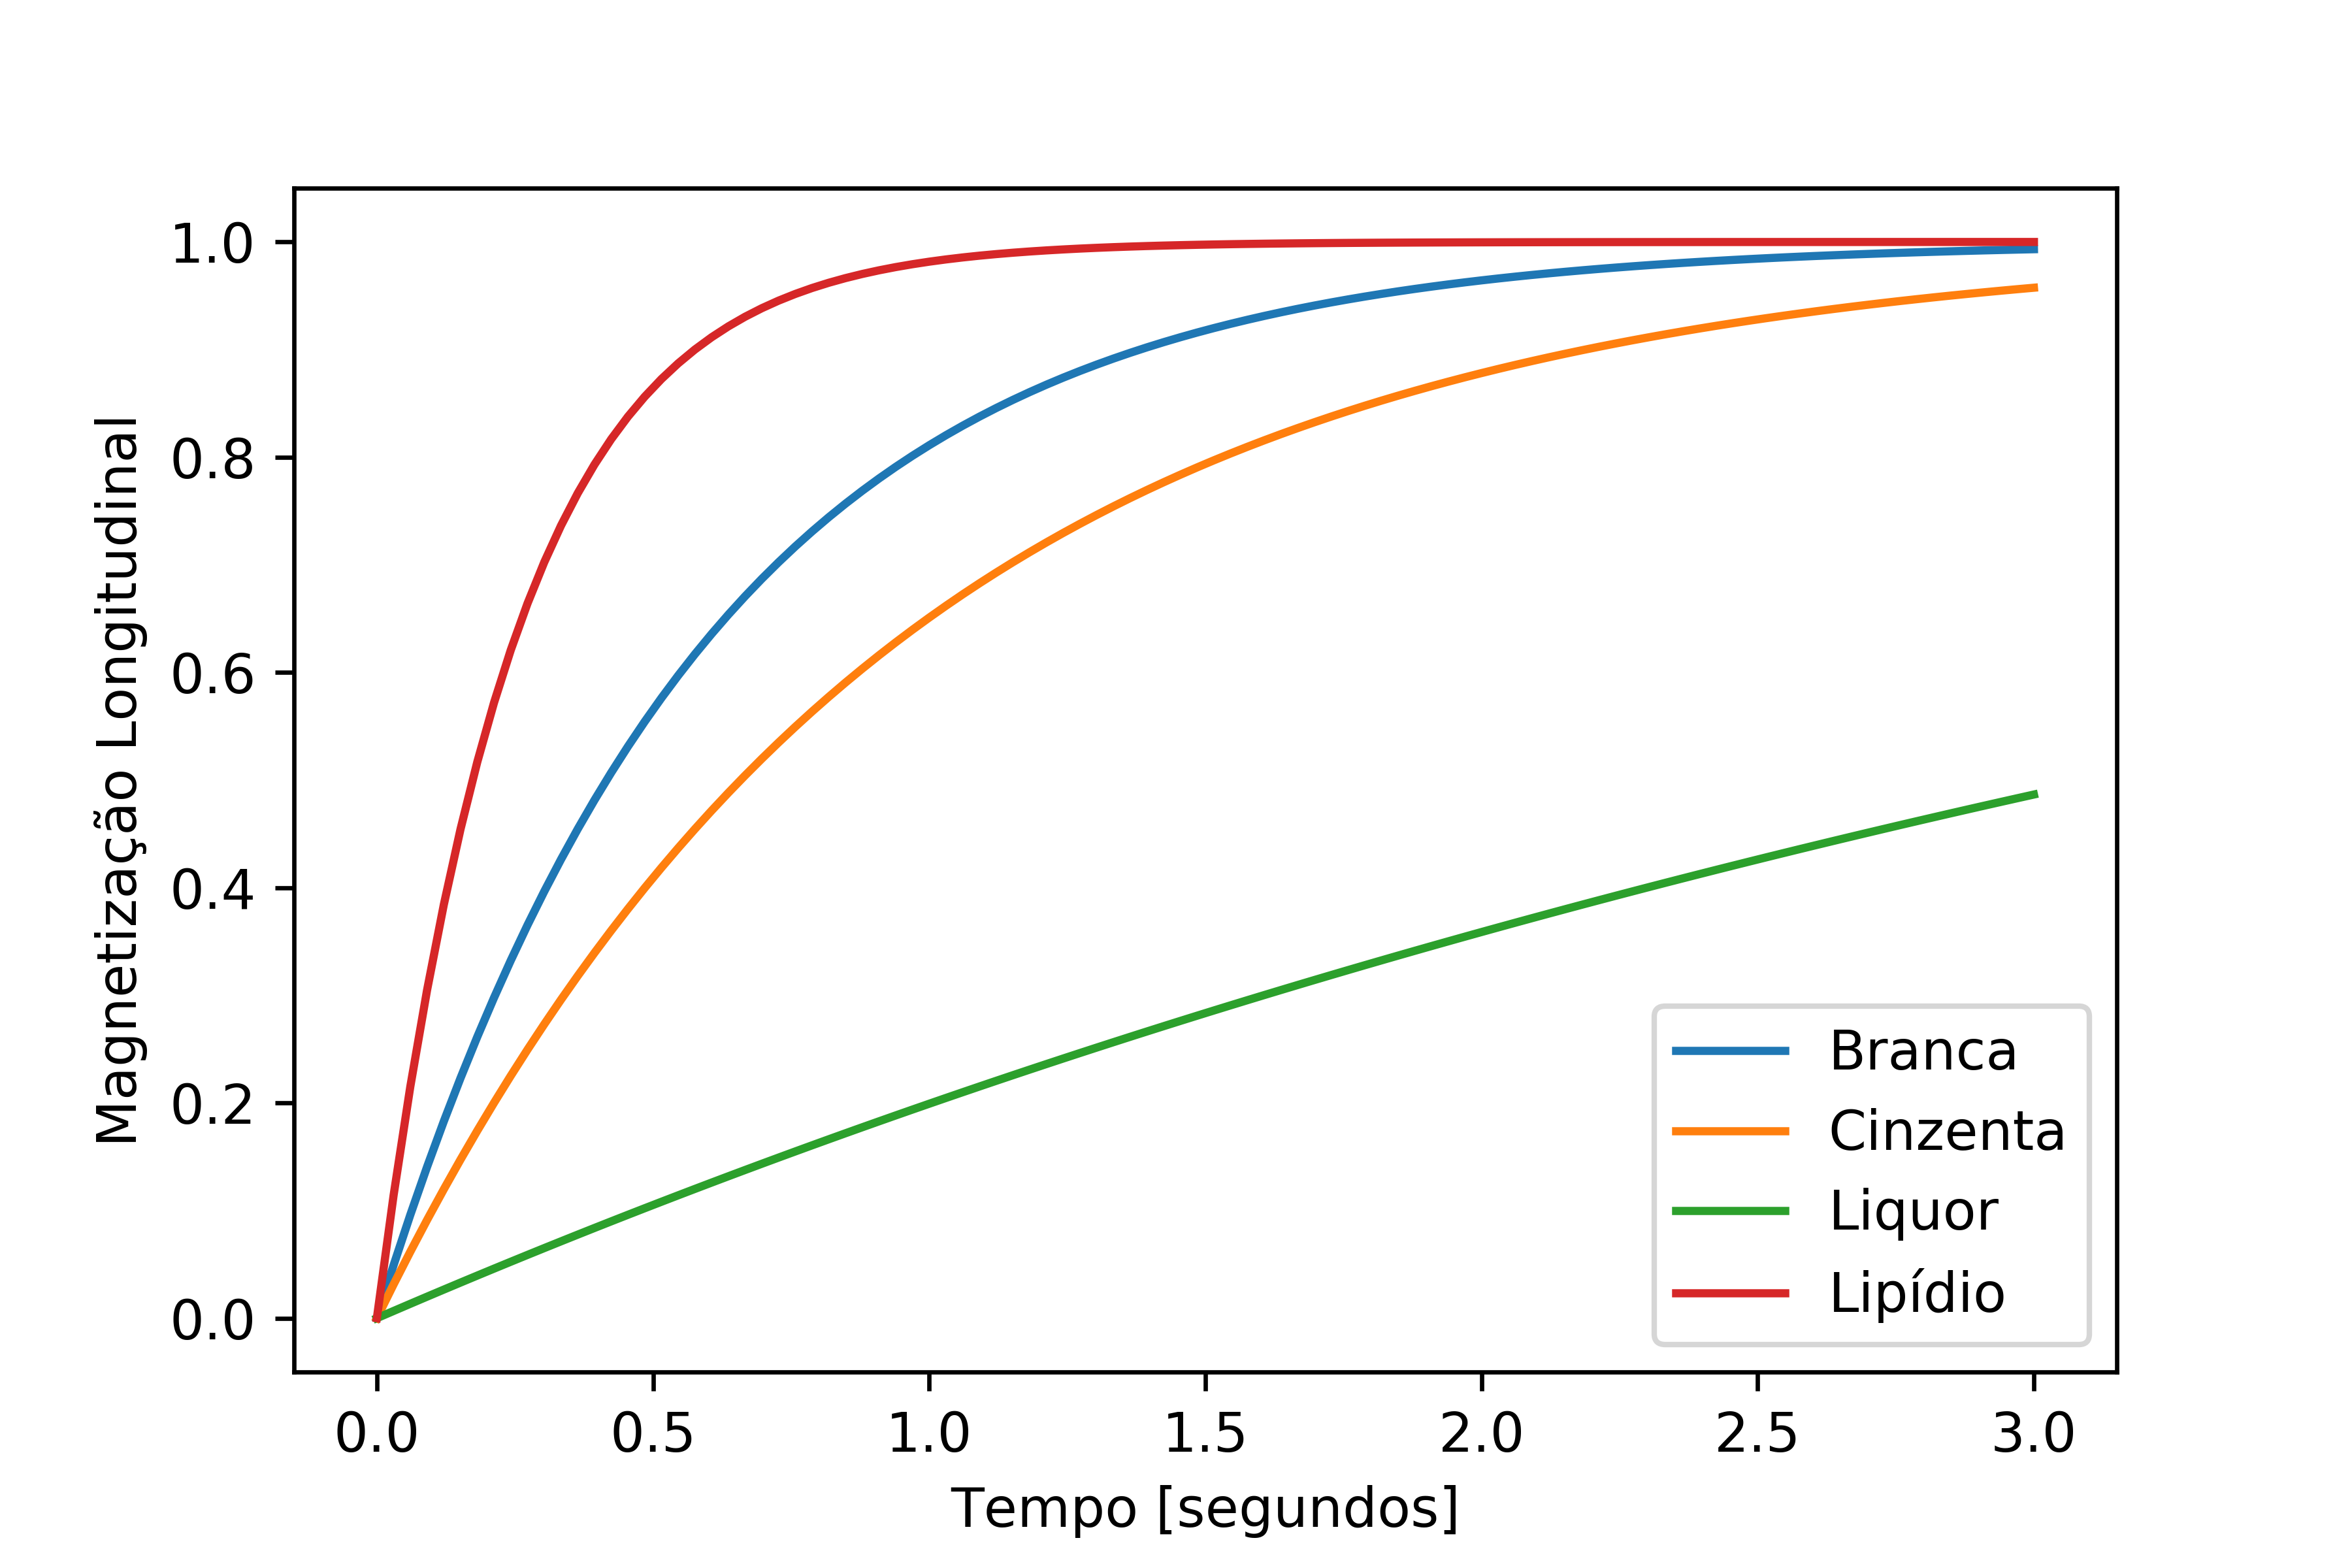 Magnetização Longitudinal
1.0
0.8
0.6
0.4
0.2
0.0
0.0 0.5 1.0 1.5 2.0 2.5 3.0
Tempo [segundos]
Branca
Cinzenta
Liquor
Lipídio